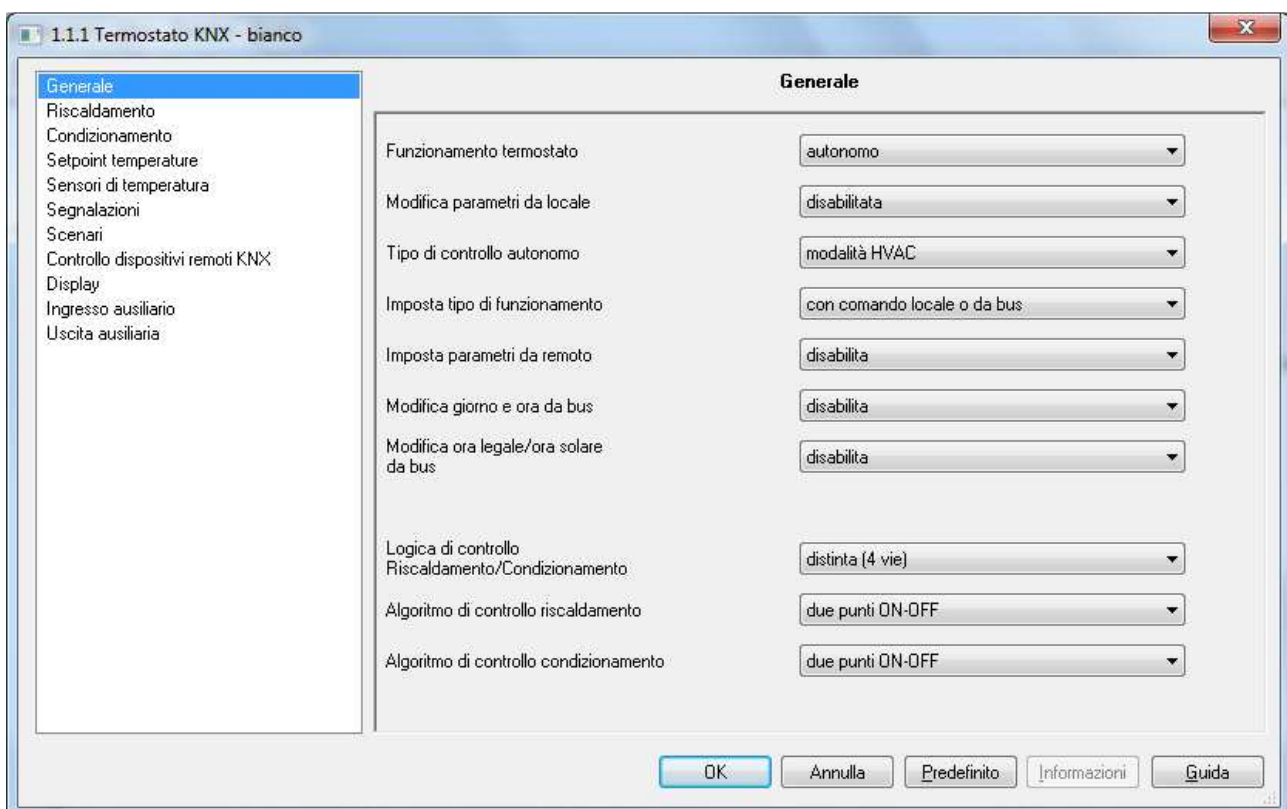 1.1.1 Termostato KNX - bianco
Generale
Riscaldamento
Condizionamento
Setpoint temperature
Sensori di temperatura
Segnalazioni
Scenari
Controllo dispositivi remoti KNX
Display
Ingresso ausiliario
Uscita ausiliaria
Generale
Funzionamento termostato
autonomo
Modifica parametri da locale
disabilitata
Tipo di controllo autonomo
modalità HVAC
Imposta tipo di funzionamento
con comando locale o da bus
Imposta parametri da remoto
disabilita
Modifica giorno e ora da bus
disabilita
Modifica ora legale/ora solare
da bus
disabilita
Logica di controllo
Riscaldamento/Condizionamento
distinta (4 vie)
Algoritmo di controllo riscaldamento
due punti ON-OFF
Algoritmo di controllo condizionamento
due punti ON-OFF
OK
Annulla
Predefinito
Informazioni
Guida